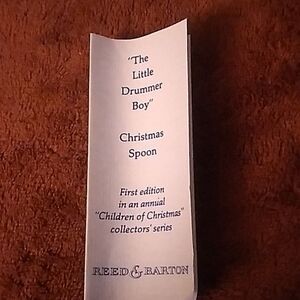 "The
Little
Drummer
Boy"
Christmas
Spoon
First edition
in an annual
"Children of Christmas"
collectors' series
REED & BARTON